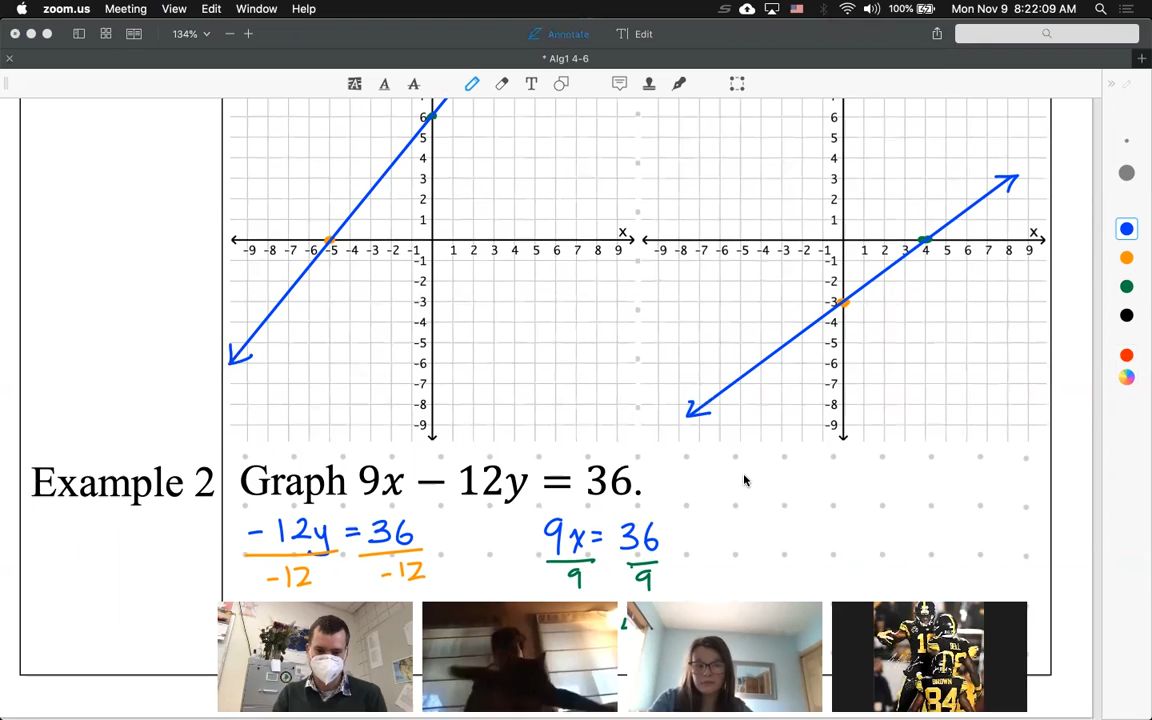 zoom.us Meeting View Edit Window Help 100% Mon Nov 9 8:22:09 AM
134% Annotate Edit
* Alg1 4-6
6 6
5 5
4 4
3 3
2 2
1 1
x x
-9 -8 -7 -6 -5 -4 -3 -2 -1 1 2 3 4 5 6 7 8 9 -9 -8 -7 -6 -5 -4 -3 -2 -1 1 2 3 4 5 6 7 8 9
-1 -1
-2 -2
-3 -3
-4 -4
-5 -5
-6 -6
-7 -7
-8 -8
-9 -9
Example 2 Graph 9x − 12y = 36.
-12y = 36 9x = 36
-12 -12 9 9
BELL
BROWN
84